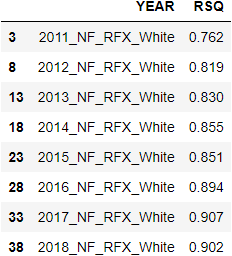 YEAR RSQ
3 2011_NF_RFX_White 0.762
8 2012_NF_RFX_White 0.819
13 2013_NF_RFX_White 0.830
18 2014_NF_RFX_White 0.855
23 2015_NF_RFX_White 0.851
28 2016_NF_RFX_White 0.894
33 2017_NF_RFX_White 0.907
38 2018_NF_RFX_White 0.902